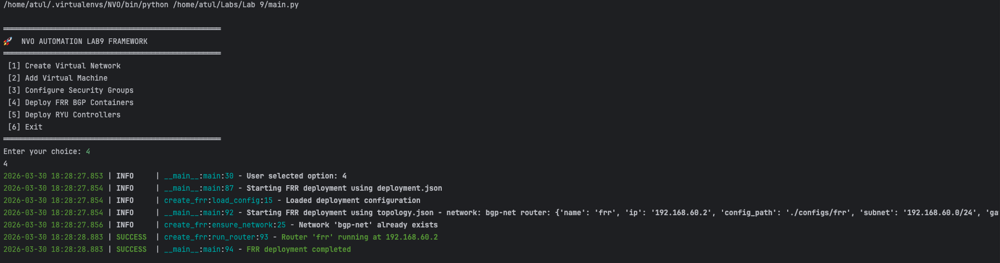 /home/atul/.virtualenvs/NVO/bin/python /home/atul/Labs/Lab 9/main.py
🚀 NVO AUTOMATION LAB9 FRAMEWORK
[1] Create Virtual Network
[2] Add Virtual Machine
[3] Configure Security Groups
[4] Deploy FRR BGP Containers
[5] Deploy RYU Controllers
[6] Exit
Enter your choice: 4
4
2026-03-30 18:28:27.853 | INFO     | __main__:main:30 - User selected option: 4
2026-03-30 18:28:27.854 | INFO     | __main__:main:87 - Starting FRR deployment using deployment.json
2026-03-30 18:28:27.854 | INFO     | create_frr:load_config:15 - Loaded deployment configuration
2026-03-30 18:28:27.854 | INFO     | __main__:main:92 - Starting FRR deployment using topology.json - network: bgp-net router: {'name': 'frr', 'ip': '192.168.60.2', 'config_path': './configs/frr', 'subnet': '192.168.60.0/24', 'ga
2026-03-30 18:28:27.856 | INFO     | create_frr:ensure_network:25 - Network 'bgp-net' already exists
2026-03-30 18:28:28.883 | SUCCESS  | create_frr:run_router:93 - Router 'frr' running at 192.168.60.2
2026-03-30 18:28:28.883 | SUCCESS  | __main__:main:94 - FRR deployment completed